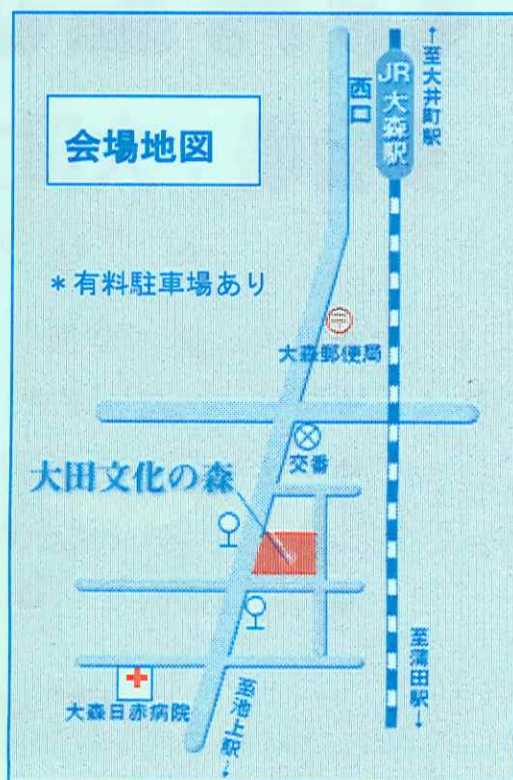 会場地図
*有料駐車場あり
↑至大井町駅
JR大森駅
西口
大森郵便局
交番
大田文化の森
大森日赤病院
至池上駅↓
至蒲田駅↓